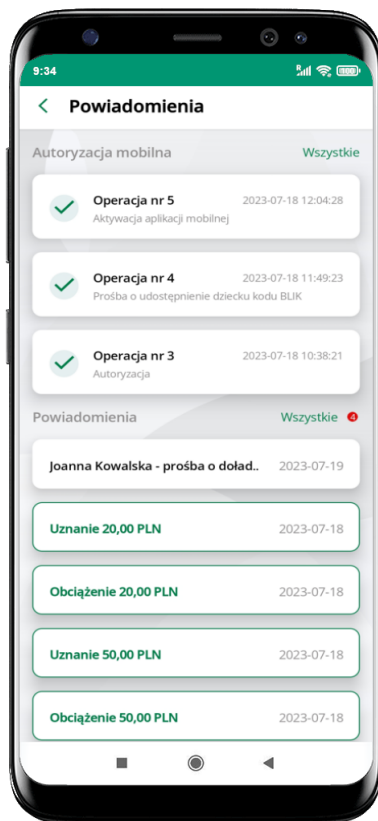 9:34
Powiadomienia
Autoryzacja mobilna Wszystkie
Operacja nr 5 2023-07-18 12:04:28
Aktywacja aplikacji mobilnej
Operacja nr 4 2023-07-18 11:49:23
Prośba o udostępnienie dziecku kodu BLIK
Operacja nr 3 2023-07-18 10:38:21
Autoryzacja
Powiadomienia Wszystkie 4
Joanna Kowalska - prośba o doład.. 2023-07-19
Uznanie 20,00 PLN 2023-07-18
Obciążenie 20,00 PLN 2023-07-18
Uznanie 50,00 PLN 2023-07-18
Obciążenie 50,00 PLN 2023-07-18